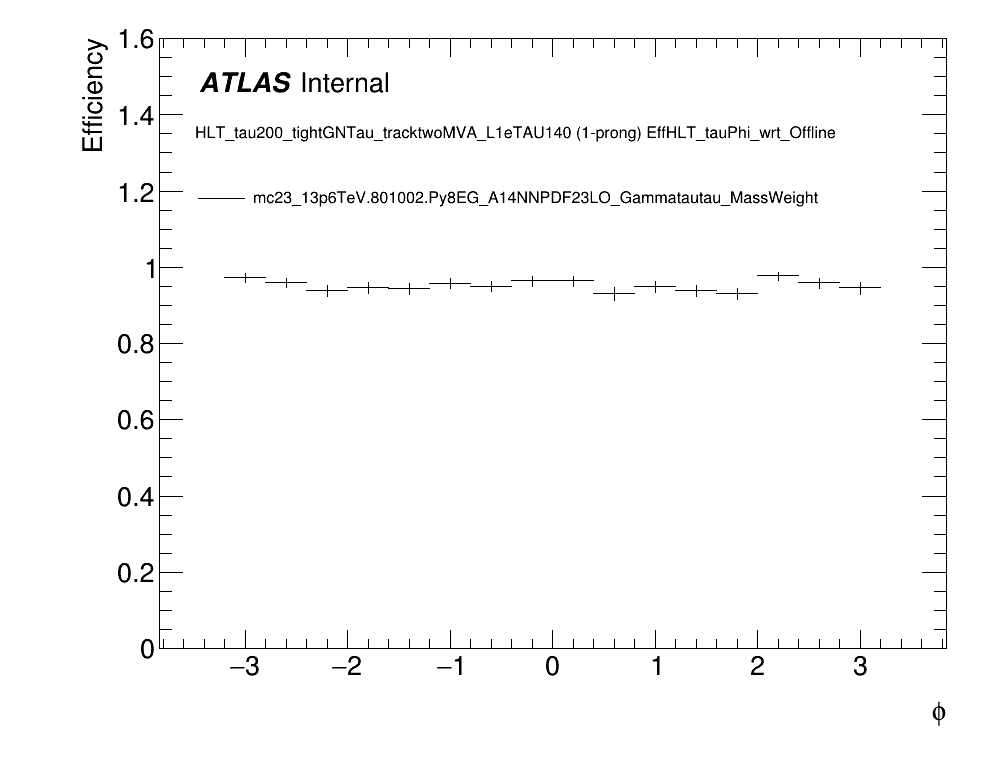 Efficiency
1.6
1.4
1.2
1
0.8
0.6
0.4
0.2
0
ATLAS Internal
HLT_tau200_tightGNTau_tracktwoMVA_L1eTAU140 (1-prong) EffHLT_tauPhi_wrt_Offline
mc23_13p6TeV.801002.Py8EG_A14NNPDF23LO_Gammatautau_MassWeight
−3 −2 −1 0 1 2 3
ϕ